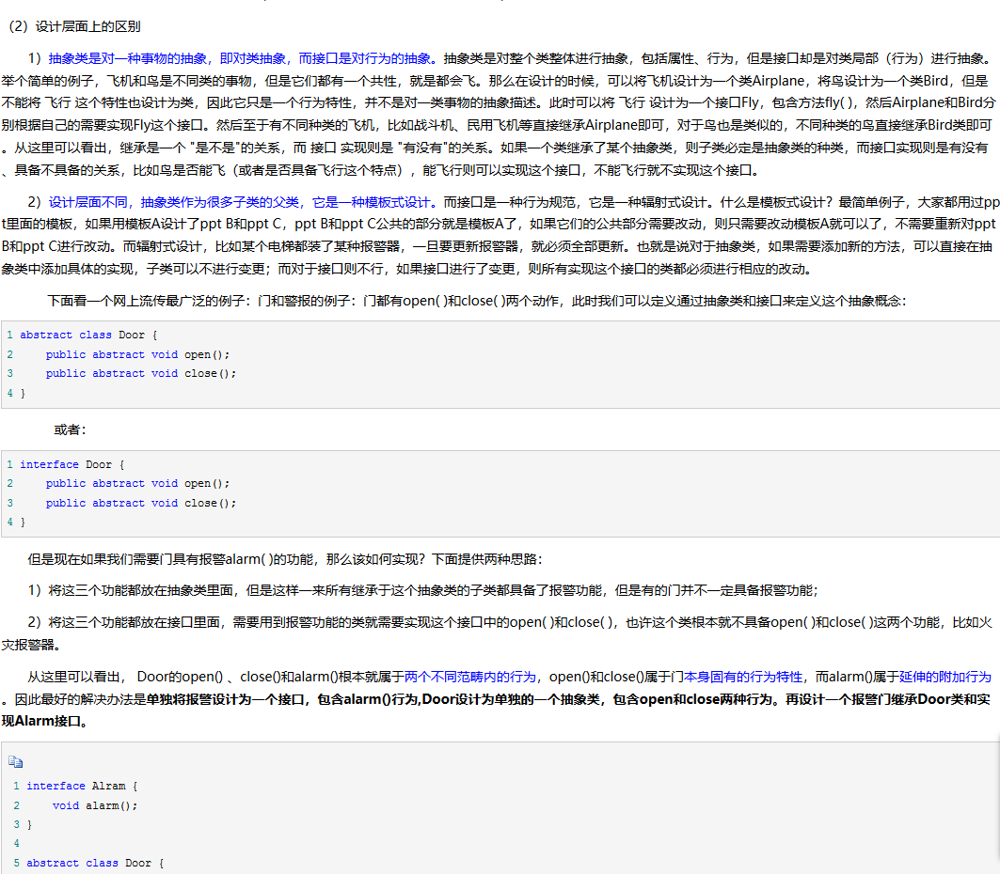 （2）设计层面上的区别
1）抽象类是对一种事物的抽象，即对类抽象，而接口是对行为的抽象。抽象类是对整个类整体进行抽象，包括属性、行为，但是接口却是对类局部（行为）进行抽象。
举个简单的例子，飞机和鸟是不同类的事物，但是它们都有一个共性，就是都会飞。那么在设计的时候，可以将飞机设计为一个类Airplane，将鸟设计为一个类Bird，但是
不能将 飞行 这个特性也设计为类，因此它只是一个行为特性，并不是对一类事物的抽象描述。此时可以将 飞行 设计为一个接口Fly，包含方法fly( )，然后Airplane和Bird分
别根据自己的需要实现Fly这个接口。然后至于有不同种类的飞机，比如战斗机、民用飞机等直接继承Airplane即可，对于鸟也是类似的，不同种类的鸟直接继承Bird类即可
。从这里可以看出，继承是一个 "是不是"的关系，而 接口 实现则是 "有没有"的关系。如果一个类继承了某个抽象类，则子类必定是抽象类的种类，而接口实现则是有没有
、具备不具备的关系，比如鸟是否能飞（或者是否具备飞行这个特点），能飞行则可以实现这个接口，不能飞行就不实现这个接口。
2）设计层面不同，抽象类作为很多子类的父类，它是一种模板式设计。而接口是一种行为规范，它是一种辐射式设计。什么是模板式设计？最简单例子，大家都用过pp
t里面的模板，如果用模板A设计了ppt B和ppt C，ppt B和ppt C公共的部分就是模板A了，如果它们的公共部分需要改动，则只需要改动模板A就可以了，不需要重新对ppt
B和ppt C进行改动。而辐射式设计，比如某个电梯都装了某种报警器，一旦要更新报警器，就必须全部更新。也就是说对于抽象类，如果需要添加新的方法，可以直接在抽
象类中添加具体的实现，子类可以不进行变更；而对于接口则不行，如果接口进行了变更，则所有实现这个接口的类都必须进行相应的改动。
下面看一个网上流传最广泛的例子：门和警报的例子：门都有open( )和close( )两个动作，此时我们可以定义通过抽象类和接口来定义这个抽象概念：
1 abstract class Door {
2     public abstract void open();
3     public abstract void close();
4 }
或者：
1 interface Door {
2     public abstract void open();
3     public abstract void close();
4 }
但是现在如果我们需要门具有报警alarm( )的功能，那么该如何实现？下面提供两种思路：
1）将这三个功能都放在抽象类里面，但是这样一来所有继承于这个抽象类的子类都具备了报警功能，但是有的门并不一定具备报警功能；
2）将这三个功能都放在接口里面，需要用到报警功能的类就需要实现这个接口中的open( )和close( )，也许这个类根本就不具备open( )和close( )这两个功能，比如火
灾报警器。
从这里可以看出， Door的open() 、close()和alarm()根本就属于两个不同范畴内的行为，open()和close()属于门本身固有的行为特性，而alarm()属于延伸的附加行为
。因此最好的解决办法是单独将报警设计为一个接口，包含alarm()行为,Door设计为单独的一个抽象类，包含open和close两种行为。再设计一个报警门继承Door类和实
现Alarm接口。
1 interface Alram {
2     void alarm();
3 }
4
5 abstract class Door {